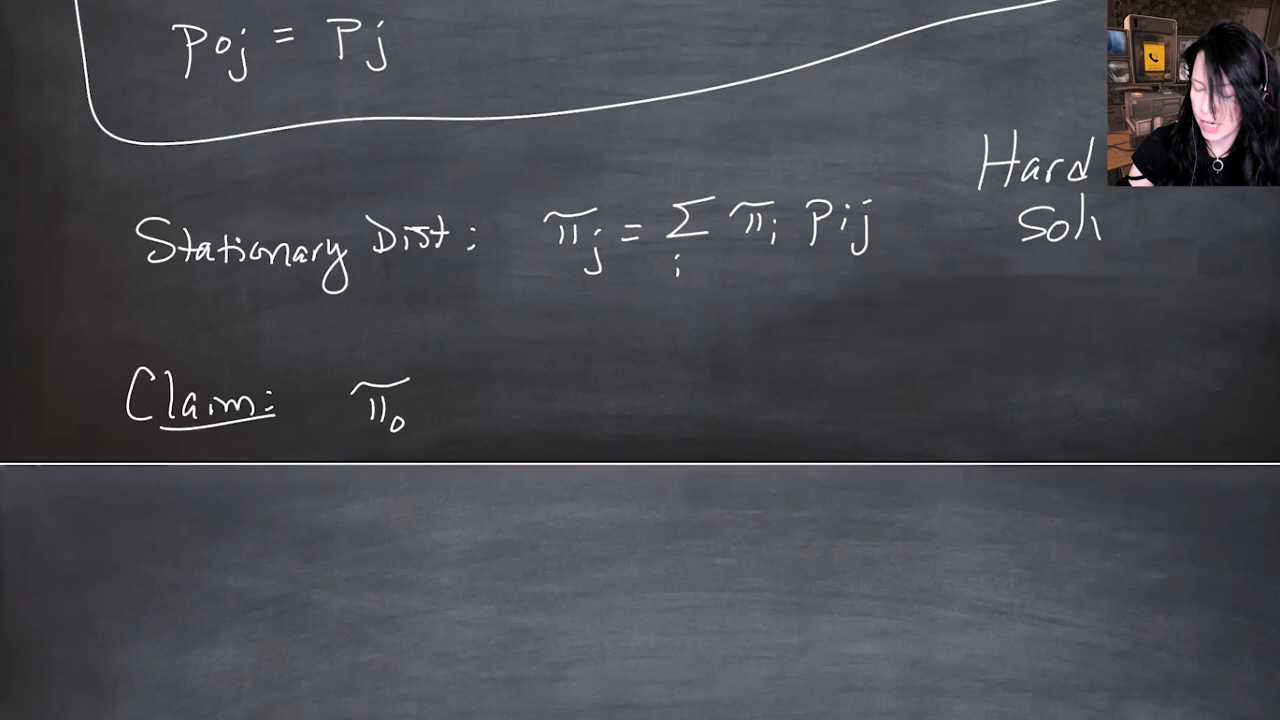 P0j = Pj
Stationary Dist: πj = Σi πi Pij
Hard
Claim: π0